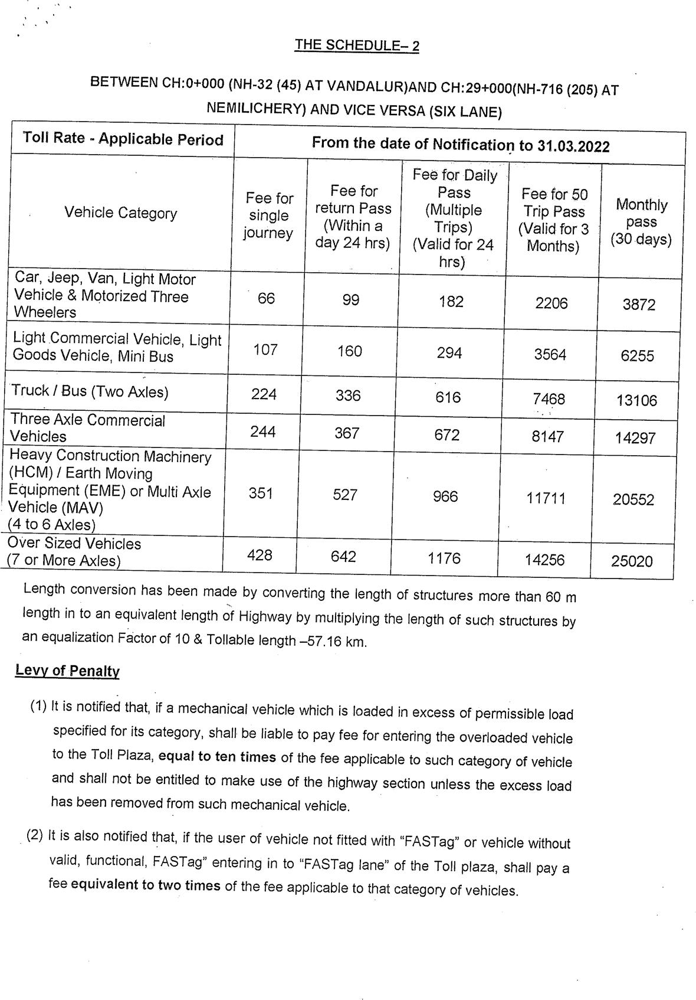 THE SCHEDULE– 2
BETWEEN CH:0+000 (NH-32 (45) AT VANDALUR)AND CH:29+000(NH-716 (205) AT
NEMILICHERY) AND VICE VERSA (SIX LANE)
Toll Rate - Applicable Period
From the date of Notification to 31.03.2022
Vehicle Category
Fee for
single
journey
Fee for
return Pass
(Within a
day 24 hrs)
Fee for Daily
Pass
(Multiple
Trips)
(Valid for 24
hrs)
Fee for 50
Trip Pass
(Valid for 3
Months)
Monthly
pass
(30 days)
Car, Jeep, Van, Light Motor
Vehicle & Motorized Three
Wheelers
66
99
182
2206
3872
Light Commercial Vehicle, Light
Goods Vehicle, Mini Bus
107
160
294
3564
6255
Truck / Bus (Two Axles)
224
336
616
7468
13106
Three Axle Commercial
Vehicles
244
367
672
8147
14297
Heavy Construction Machinery
(HCM) / Earth Moving
Equipment (EME) or Multi Axle
Vehicle (MAV)
(4 to 6 Axles)
351
527
966
11711
20552
Over Sized Vehicles
(7 or More Axles)
428
642
1176
14256
25020
Length conversion has been made by converting the length of structures more than 60 m
length in to an equivalent length of Highway by multiplying the length of such structures by
an equalization Factor of 10 & Tollable length –57.16 km.
Levy of Penalty
(1) It is notified that, if a mechanical vehicle which is loaded in excess of permissible load
specified for its category, shall be liable to pay fee for entering the overloaded vehicle
to the Toll Plaza, equal to ten times of the fee applicable to such category of vehicle
and shall not be entitled to make use of the highway section unless the excess load
has been removed from such mechanical vehicle.
(2) It is also notified that, if the user of vehicle not fitted with “FASTag” or vehicle without
valid, functional, FASTag” entering in to “FASTag lane” of the Toll plaza, shall pay a
fee equivalent to two times of the fee applicable to that category of vehicles.